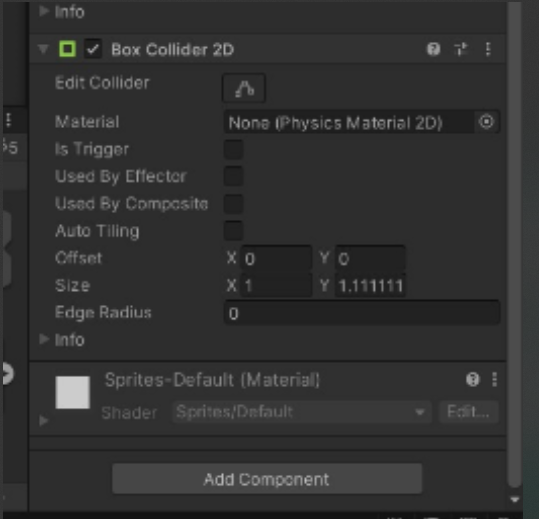 Info
Box Collider 2D
Edit Collider
Material None (Physics Material 2D)
Is Trigger
Used By Effector
Used By Composite
Auto Tiling
Offset X 0 Y 0
Size X 1 Y 1.111111
Edge Radius 0
Info
Sprites-Default (Material)
Shader Sprites/Default Edit...
Add Component